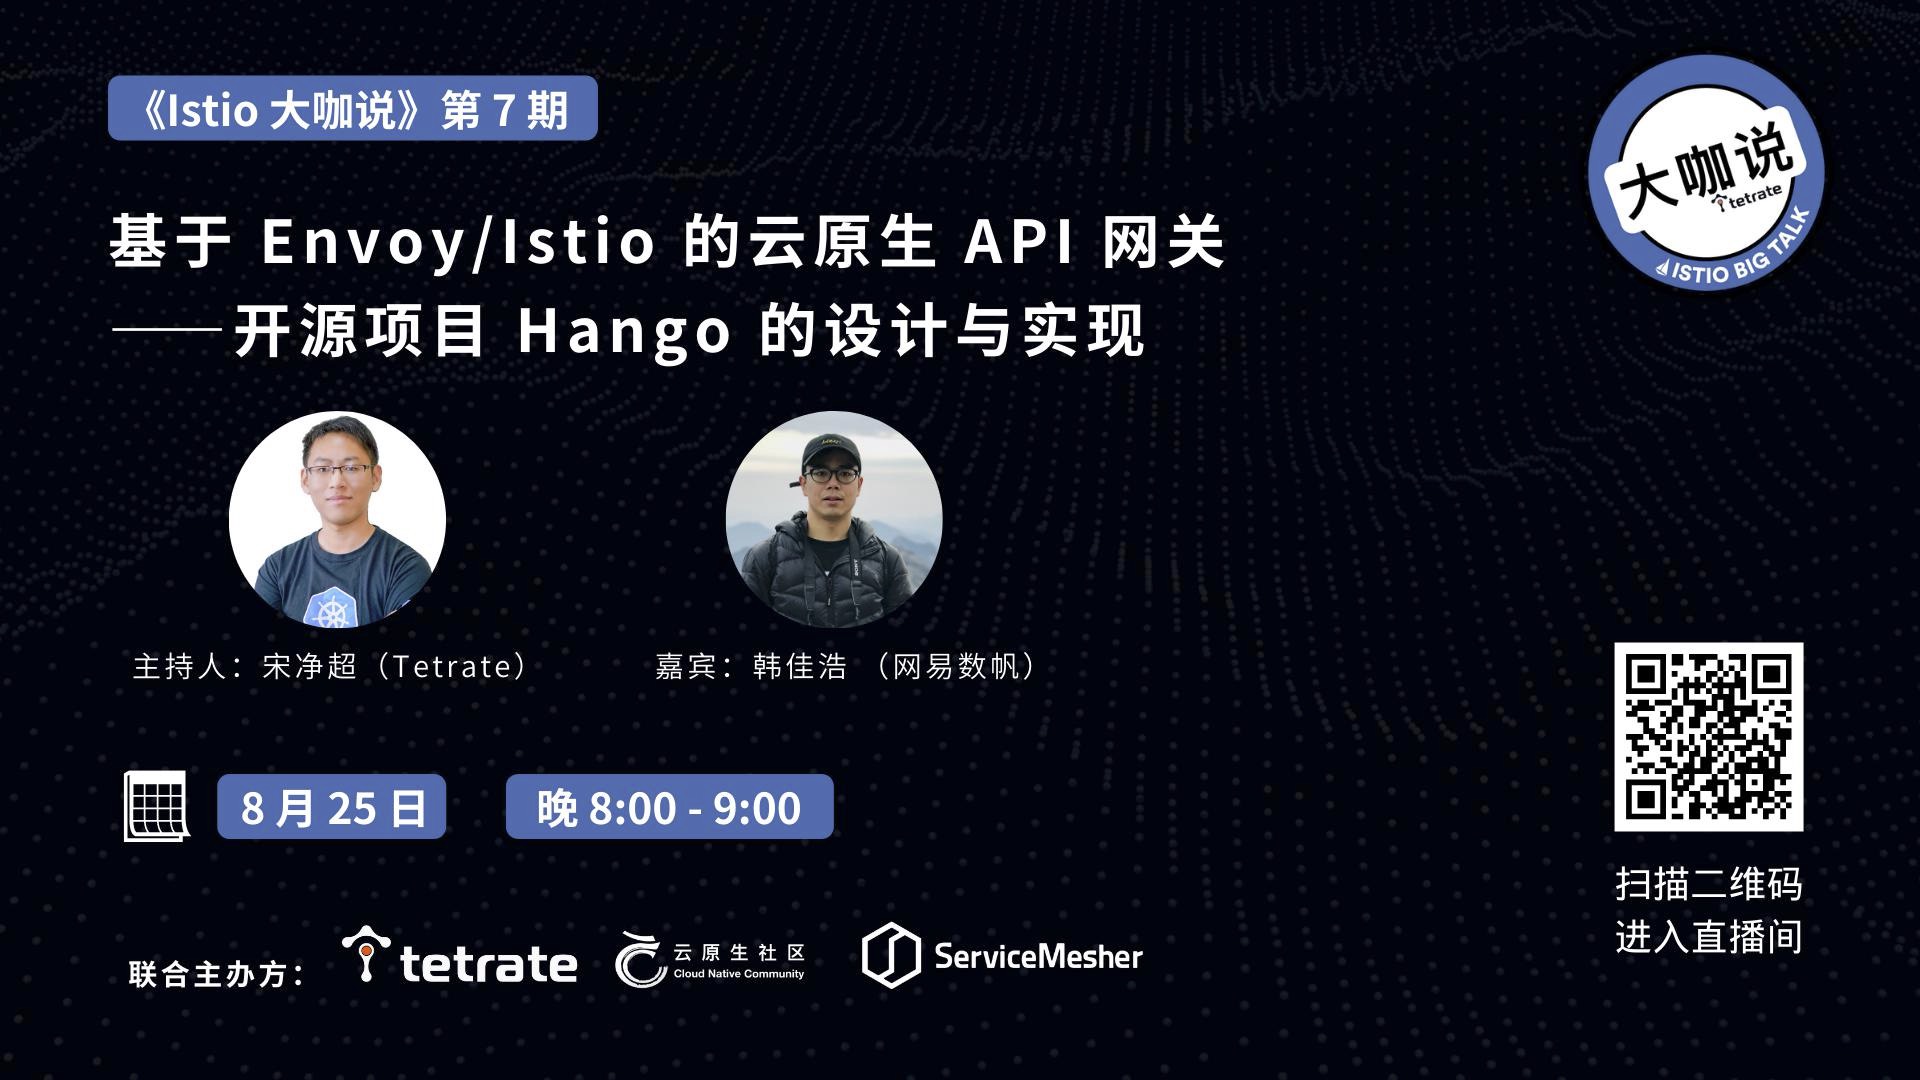 《Istio 大咖说》第 7 期
大咖说
tetrate
ISTIO BIG TALK
基于 Envoy/Istio 的云原生 API 网关
——开源项目 Hango 的设计与实现
主持人：宋净超（Tetrate）
嘉宾：韩佳浩 （网易数帆）
8 月 25 日
晚 8:00 - 9:00
扫描二维码
进入直播间
联合主办方：
tetrate
云原生社区
Cloud Native Community
ServiceMesher